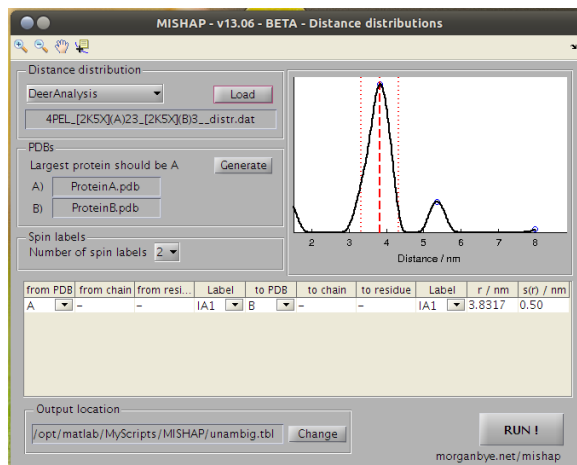 MISHAP - v13.06 - BETA - Distance distributions
Distance distribution
DeerAnalysis
Load
4PEL_[2K5X](A)23_[2K5X](B)3__distr.dat
PDBs
Largest protein should be A
Generate
A) ProteinA.pdb
B) ProteinB.pdb
Spin labels
Number of spin labels 2
2 3 4 5 6 7 8
Distance / nm
from PDB from chain from resi... Label to PDB to chain to residue Label r / nm s(r) / nm
A – – IA1 B – – IA1 3.8317 0.50
Output location
/opt/matlab/MyScripts/MISHAP/unambig.tbl
Change
RUN !
morganbye.net/mishap